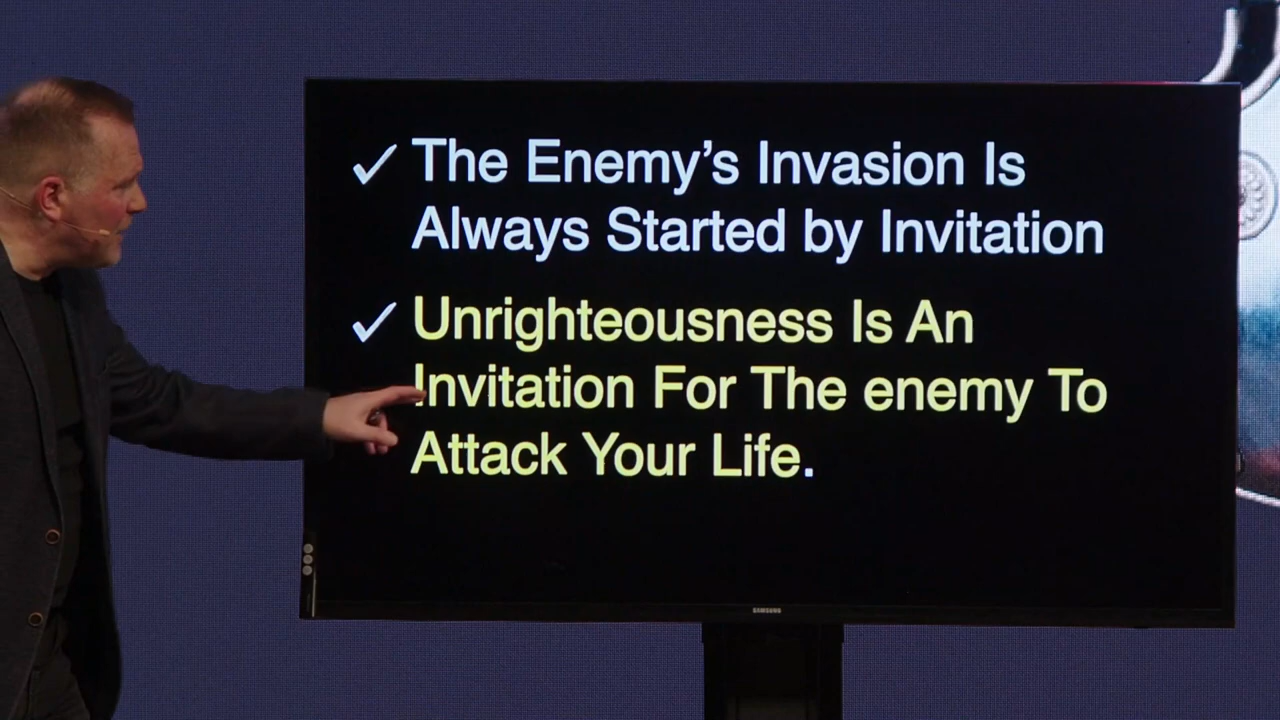 ✓ The Enemy’s Invasion Is
Always Started by Invitation
✓ Unrighteousness Is An
Invitation For The enemy To
Attack Your Life.
SAMSUNG